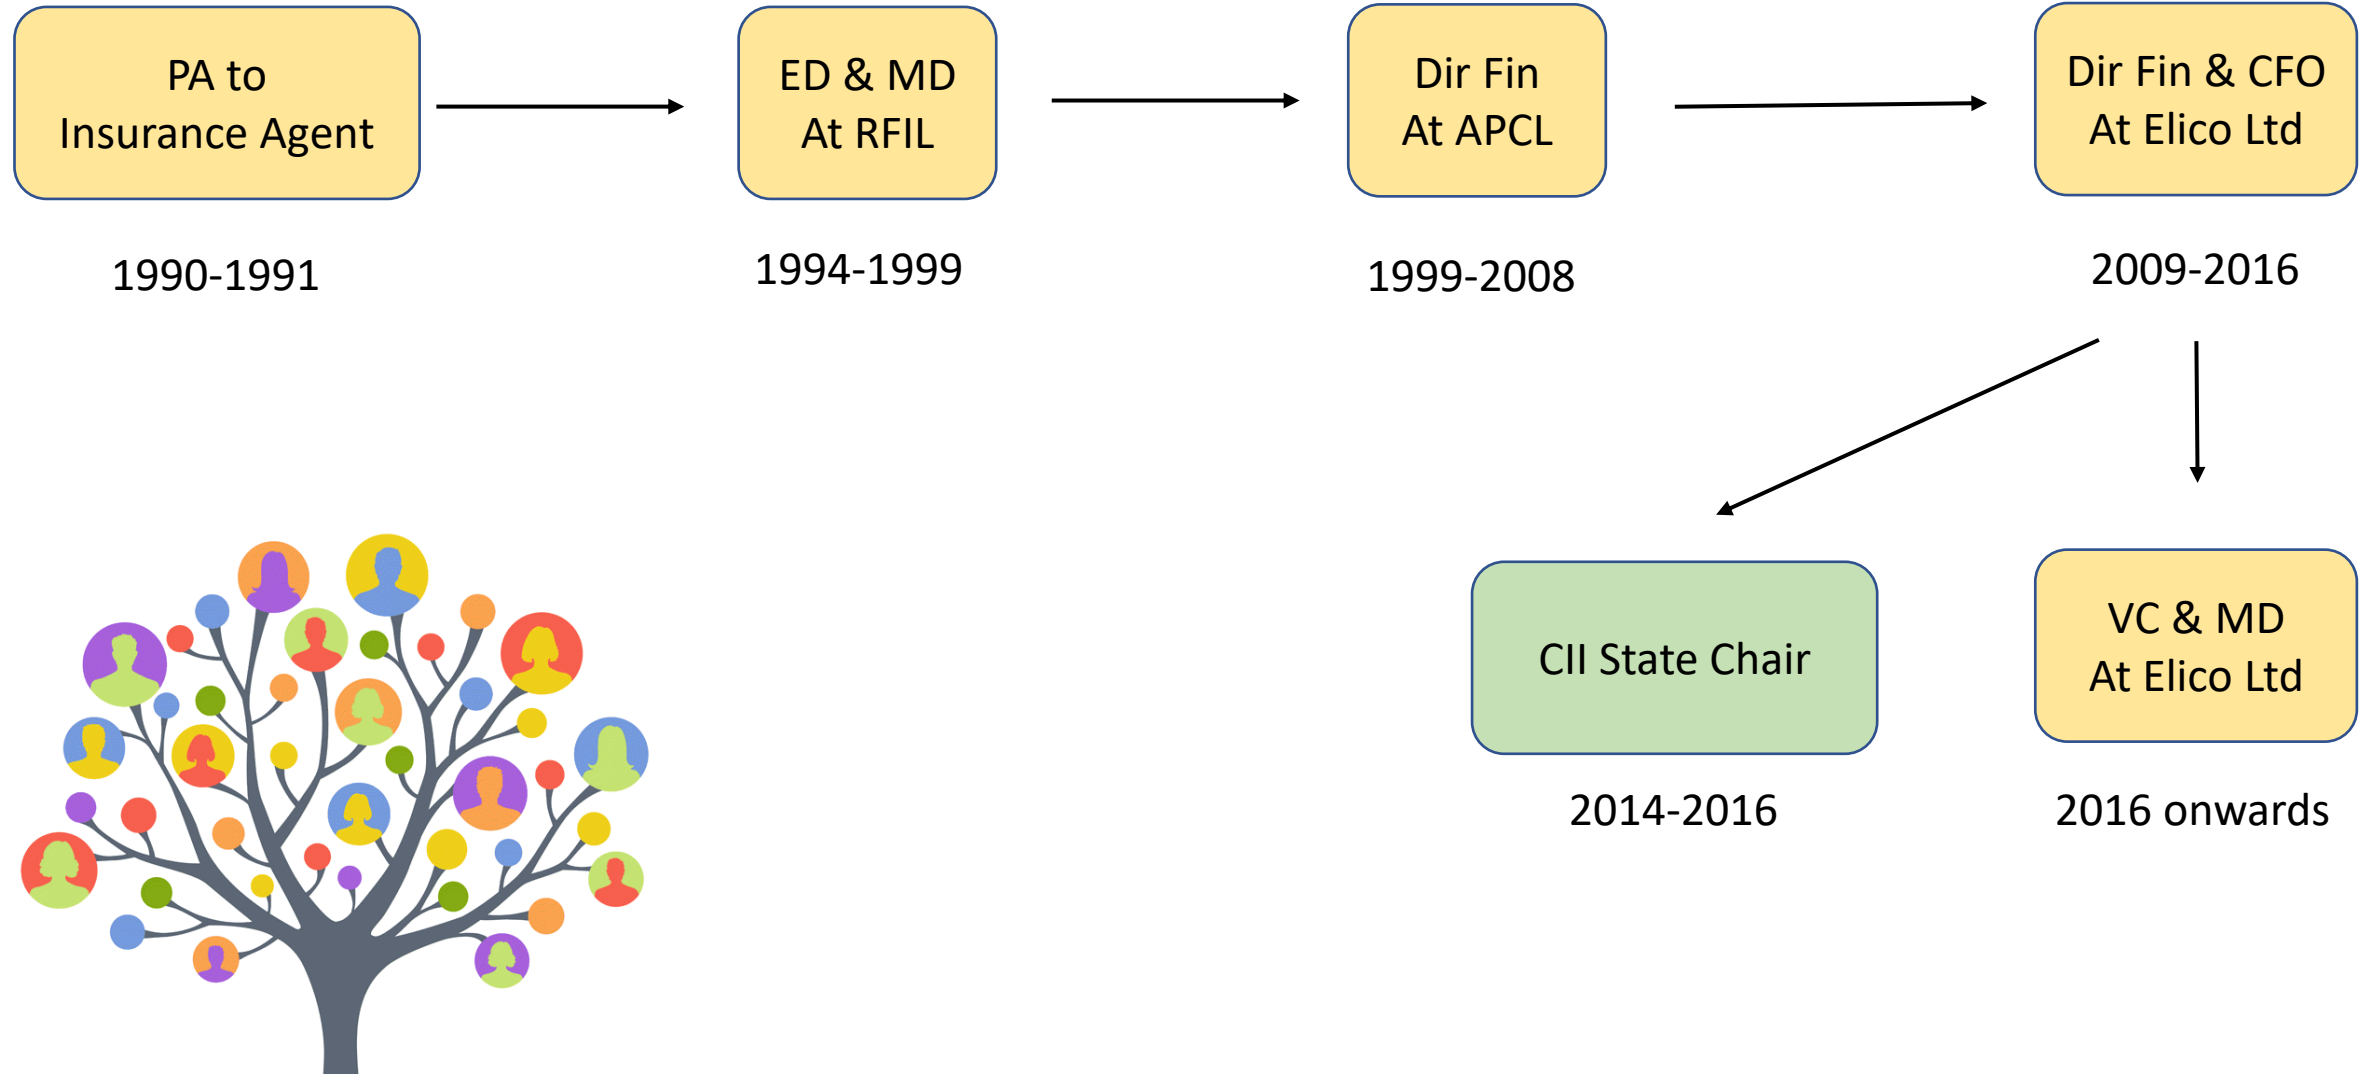 PA to
Insurance Agent
1990-1991
ED & MD
At RFIL
1994-1999
Dir Fin
At APCL
1999-2008
Dir Fin & CFO
At Elico Ltd
2009-2016
CII State Chair
2014-2016
VC & MD
At Elico Ltd
2016 onwards